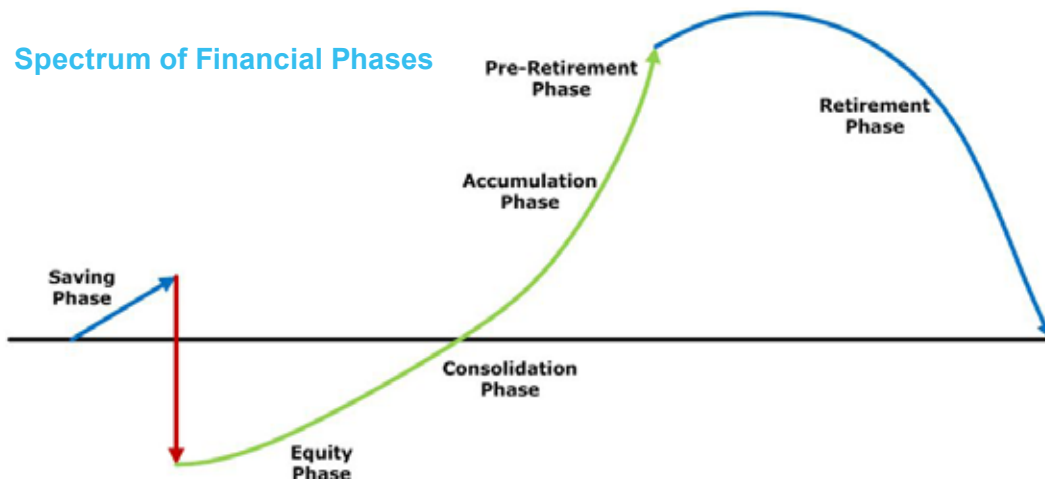 Spectrum of Financial Phases
Pre-Retirement
Phase
Retirement
Phase
Accumulation
Phase
Saving
Phase
Consolidation
Phase
Equity
Phase